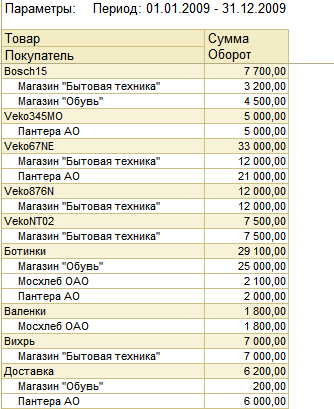 Параметры: Период: 01.01.2009 - 31.12.2009
Товар Сумма
Покупатель Оборот
Bosch15 7 700,00
Магазин "Бытовая техника" 3 200,00
Магазин "Обувь" 4 500,00
Veko345MO 5 000,00
Пантера АО 5 000,00
Veko67NE 33 000,00
Магазин "Бытовая техника" 12 000,00
Пантера АО 21 000,00
Veko876N 12 000,00
Магазин "Бытовая техника" 12 000,00
VekoNT02 7 500,00
Магазин "Бытовая техника" 7 500,00
Ботинки 29 100,00
Магазин "Обувь" 25 000,00
Мосхлеб ОАО 2 100,00
Пантера АО 2 000,00
Валенки 1 800,00
Мосхлеб ОАО 1 800,00
Вихрь 7 000,00
Магазин "Бытовая техника" 7 000,00
Доставка 6 200,00
Магазин "Обувь" 200,00
Пантера АО 6 000,00